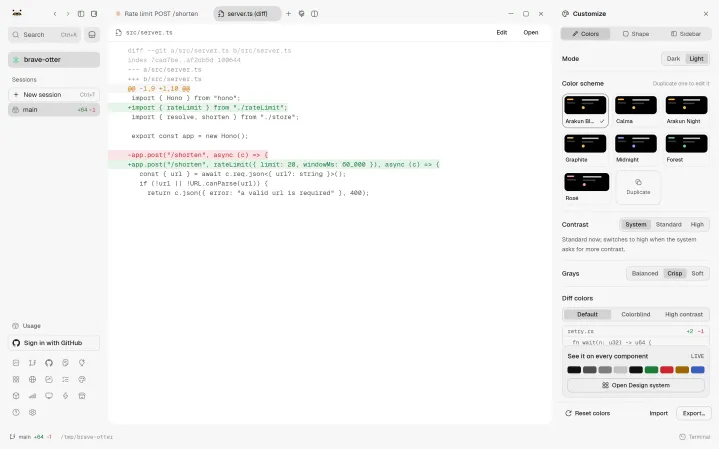 Rate limit POST /shorten
server.ts (diff)
Customize
Search
Ctrl+K
src/server.ts
Edit
Open
Colors
Shape
Sidebar
brave-otter
Mode
Dark
Light
Sessions
New session
Ctrl+T
main
+64 -1
Color scheme
Duplicate one to edit it
Arakun Bl...
Calma
Arakun Night
Graphite
Midnight
Forest
Rosé
Duplicate
diff --git a/src/server.ts b/src/server.ts
--- a/src/server.ts
+++ b/src/server.ts
@@ -1,9 +1,10 @@
import { Hono } from "hono";
+import { rateLimit } from "./rateLimit";
import { resolve, shorten } from "./store";
export const app = new Hono();
-app.post("/shorten", async (c) => {
+app.post("/shorten", rateLimit({ limit: 20, windowMs: 60_000 }), async (c) => {
const { url } = await c.req.json<{ url?: string }>();
if (!url || !URL.canParse(url)) {
return c.json({ error: "a valid url is required" }, 400);
Contrast
System
Standard
High
Standard now; switches to high when the system
asks for more contrast.
Grays
Balanced
Crisp
Soft
Diff colors
Default
Colorblind
High contrast
retry.rs
+2 -1
fn wait(n: u32) -> u64 {
See it on every component
LIVE
Open Design system
Reset colors
Import
Export...
Usage
Sign in with GitHub
main +64 -1
/tmp/brave-otter
Terminal